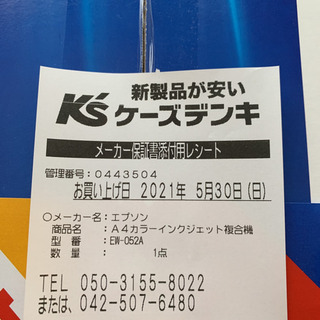 新製品が安い
K's ケーズデンキ
メーカー保証書添付用レシート
管理番号:0443504
お買い上げ日 2021年 5月30日(日)
○メーカー名:エプソン
商品名:A4カラーインクジェット複合機
型番:EW-052A
数量:1点
TEL 050-3155-8022
または、042-507-6480